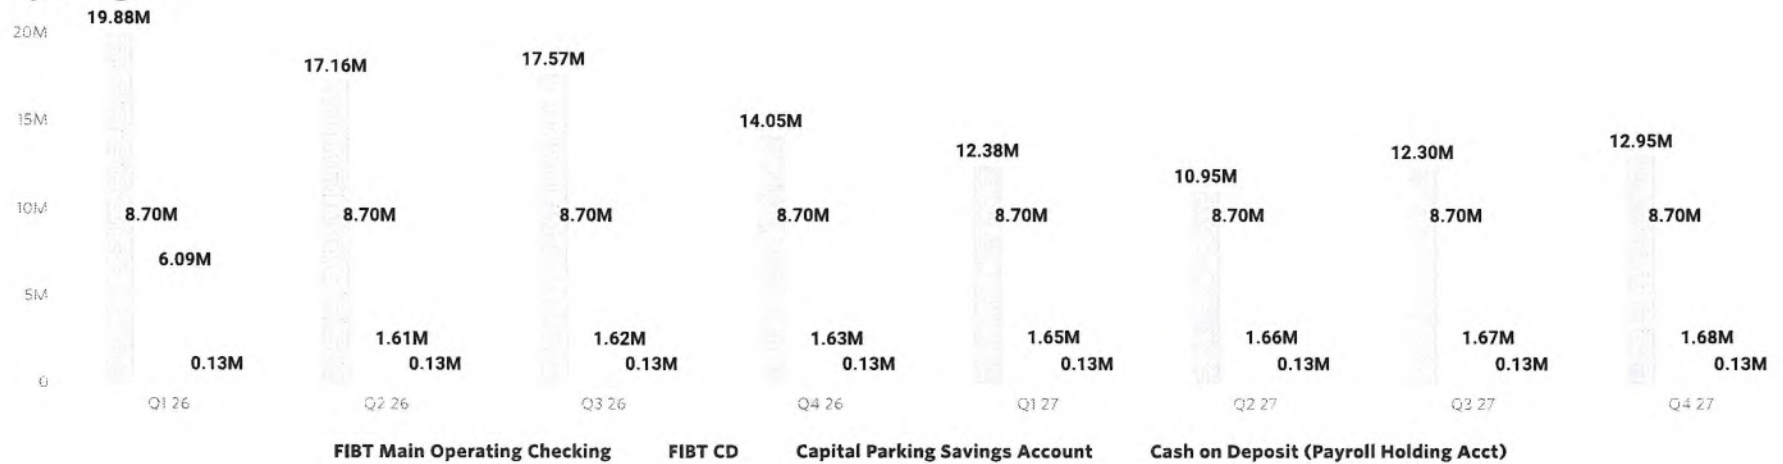 19.88M
20M
17.16M 17.57M
15M 14.05M
12.38M 12.30M 12.95M
10.95M
10M 8.70M 8.70M 8.70M 8.70M 8.70M 8.70M 8.70M 8.70M
6.09M
5M
1.61M 1.62M 1.63M 1.65M 1.66M 1.67M 1.68M
0.13M 0.13M 0.13M 0.13M 0.13M 0.13M 0.13M 0.13M
0
Q1 26 Q2 26 Q3 26 Q4 26 Q1 27 Q2 27 Q3 27 Q4 27
FIBT Main Operating Checking FIBT CD Capital Parking Savings Account Cash on Deposit (Payroll Holding Acct)